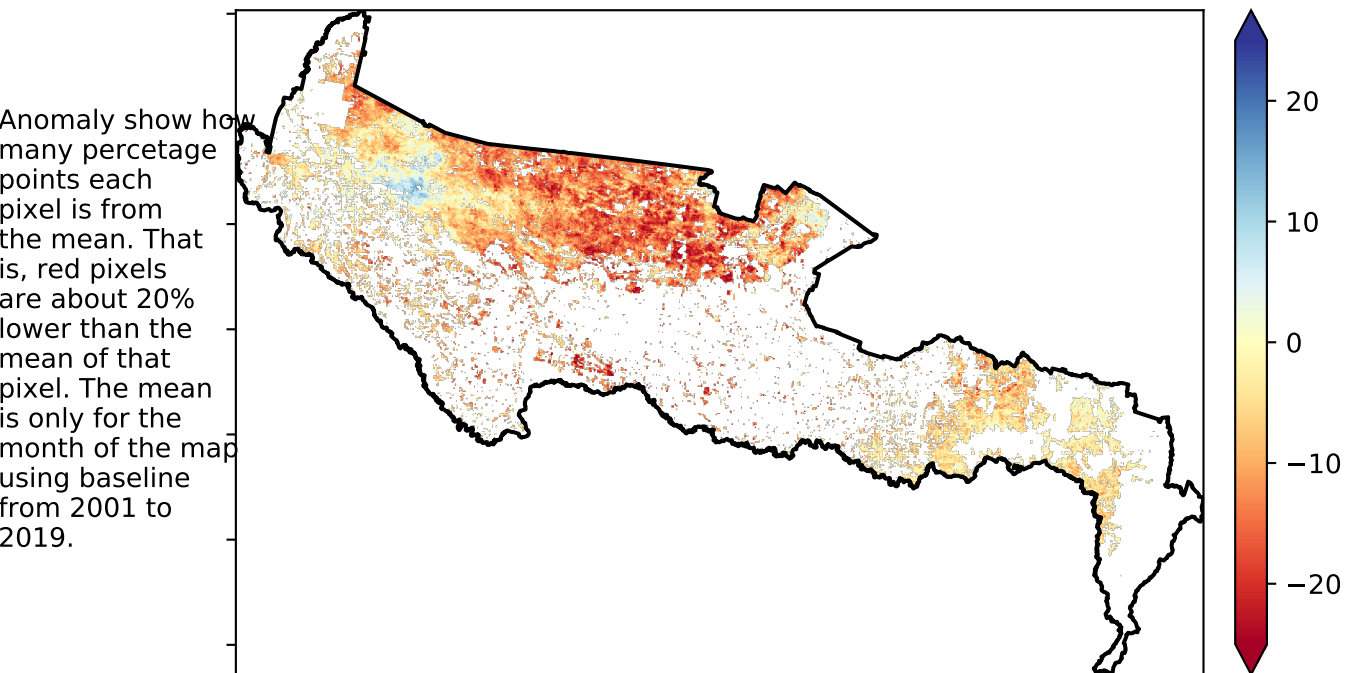 Anomaly show how
many percetage
points each
pixel is from
the mean. That
is, red pixels
are about 20%
lower than the
mean of that
pixel. The mean
is only for the
month of the map
using baseline
from 2001 to
2019.
20
10
0
−10
−20